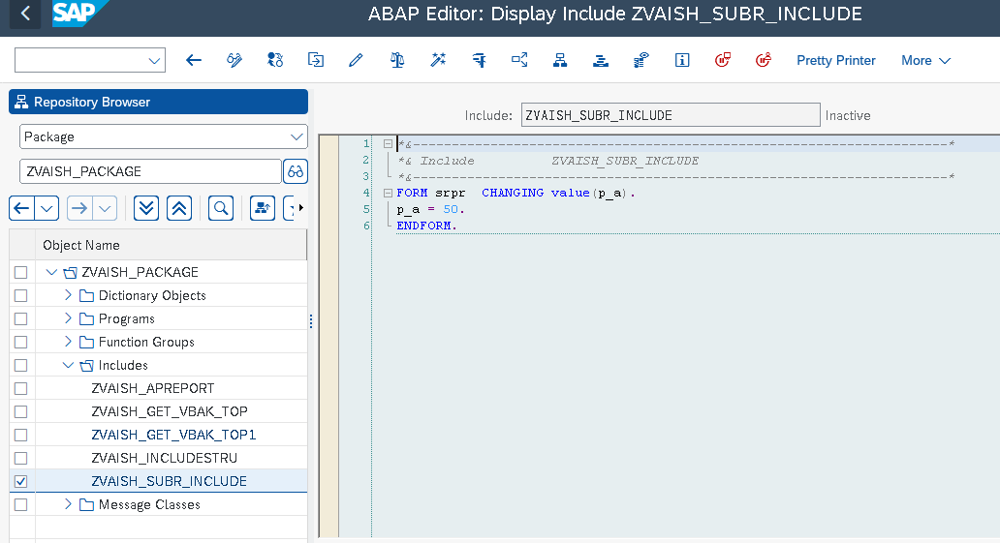 SAP
ABAP Editor: Display Include ZVAISH_SUBR_INCLUDE
Pretty Printer
More
Repository Browser
Package
ZVAISH_PACKAGE
Object Name
ZVAISH_PACKAGE
Dictionary Objects
Programs
Function Groups
Includes
ZVAISH_APREPORT
ZVAISH_GET_VBAK_TOP
ZVAISH_GET_VBAK_TOP1
ZVAISH_INCLUDESTRU
ZVAISH_SUBR_INCLUDE
Message Classes
Include: ZVAISH_SUBR_INCLUDE Inactive
1 *&---------------------------------------------------------------------*
2 *& Include          ZVAISH_SUBR_INCLUDE
3 *&---------------------------------------------------------------------*
4 FORM srpr  CHANGING value(p_a).
5 p_a = 50.
6 ENDFORM.